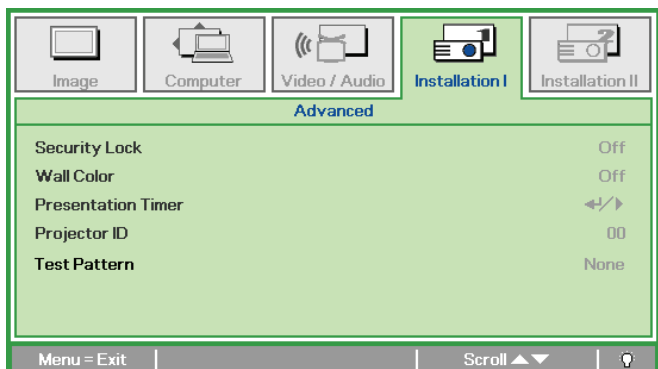 Image Computer Video / Audio Installation I Installation II
Advanced
Security Lock Off
Wall Color Off
Presentation Timer
Projector ID 00
Test Pattern None
Menu = Exit Scroll